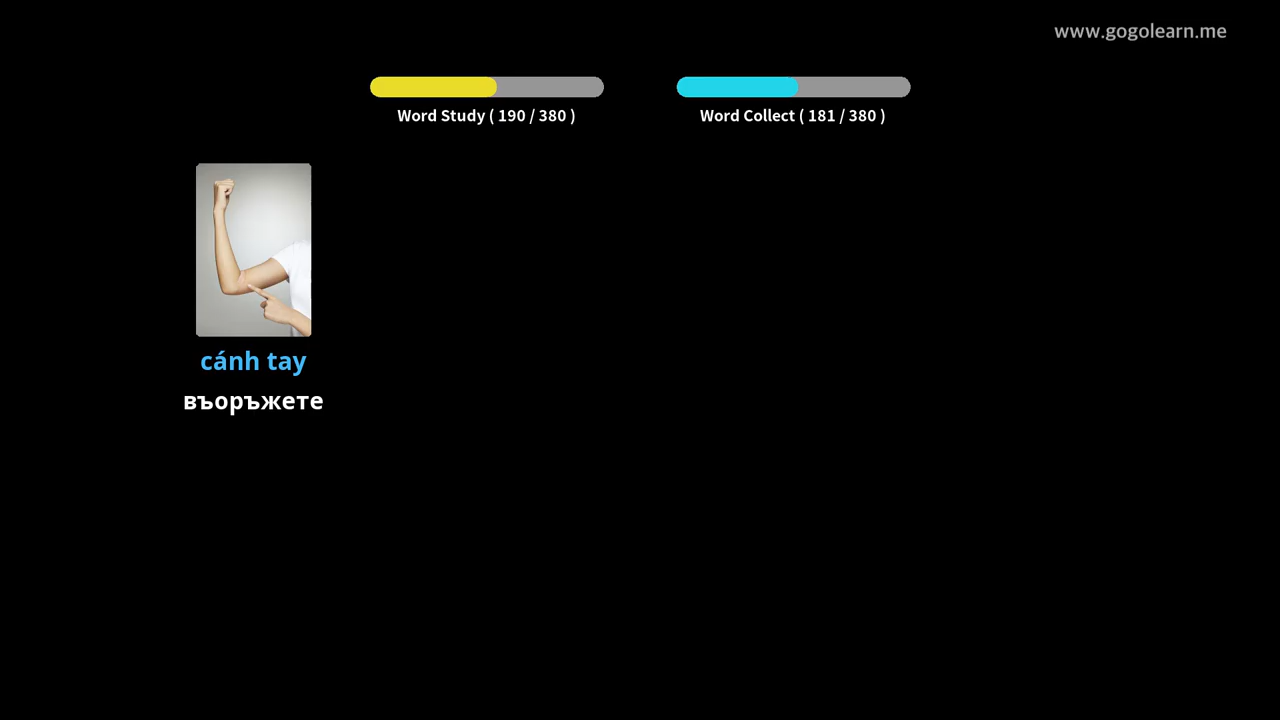 www.gogolearn.me
Word Study ( 190 / 380 )
Word Collect ( 181 / 380 )
cánh tay
въоръжете